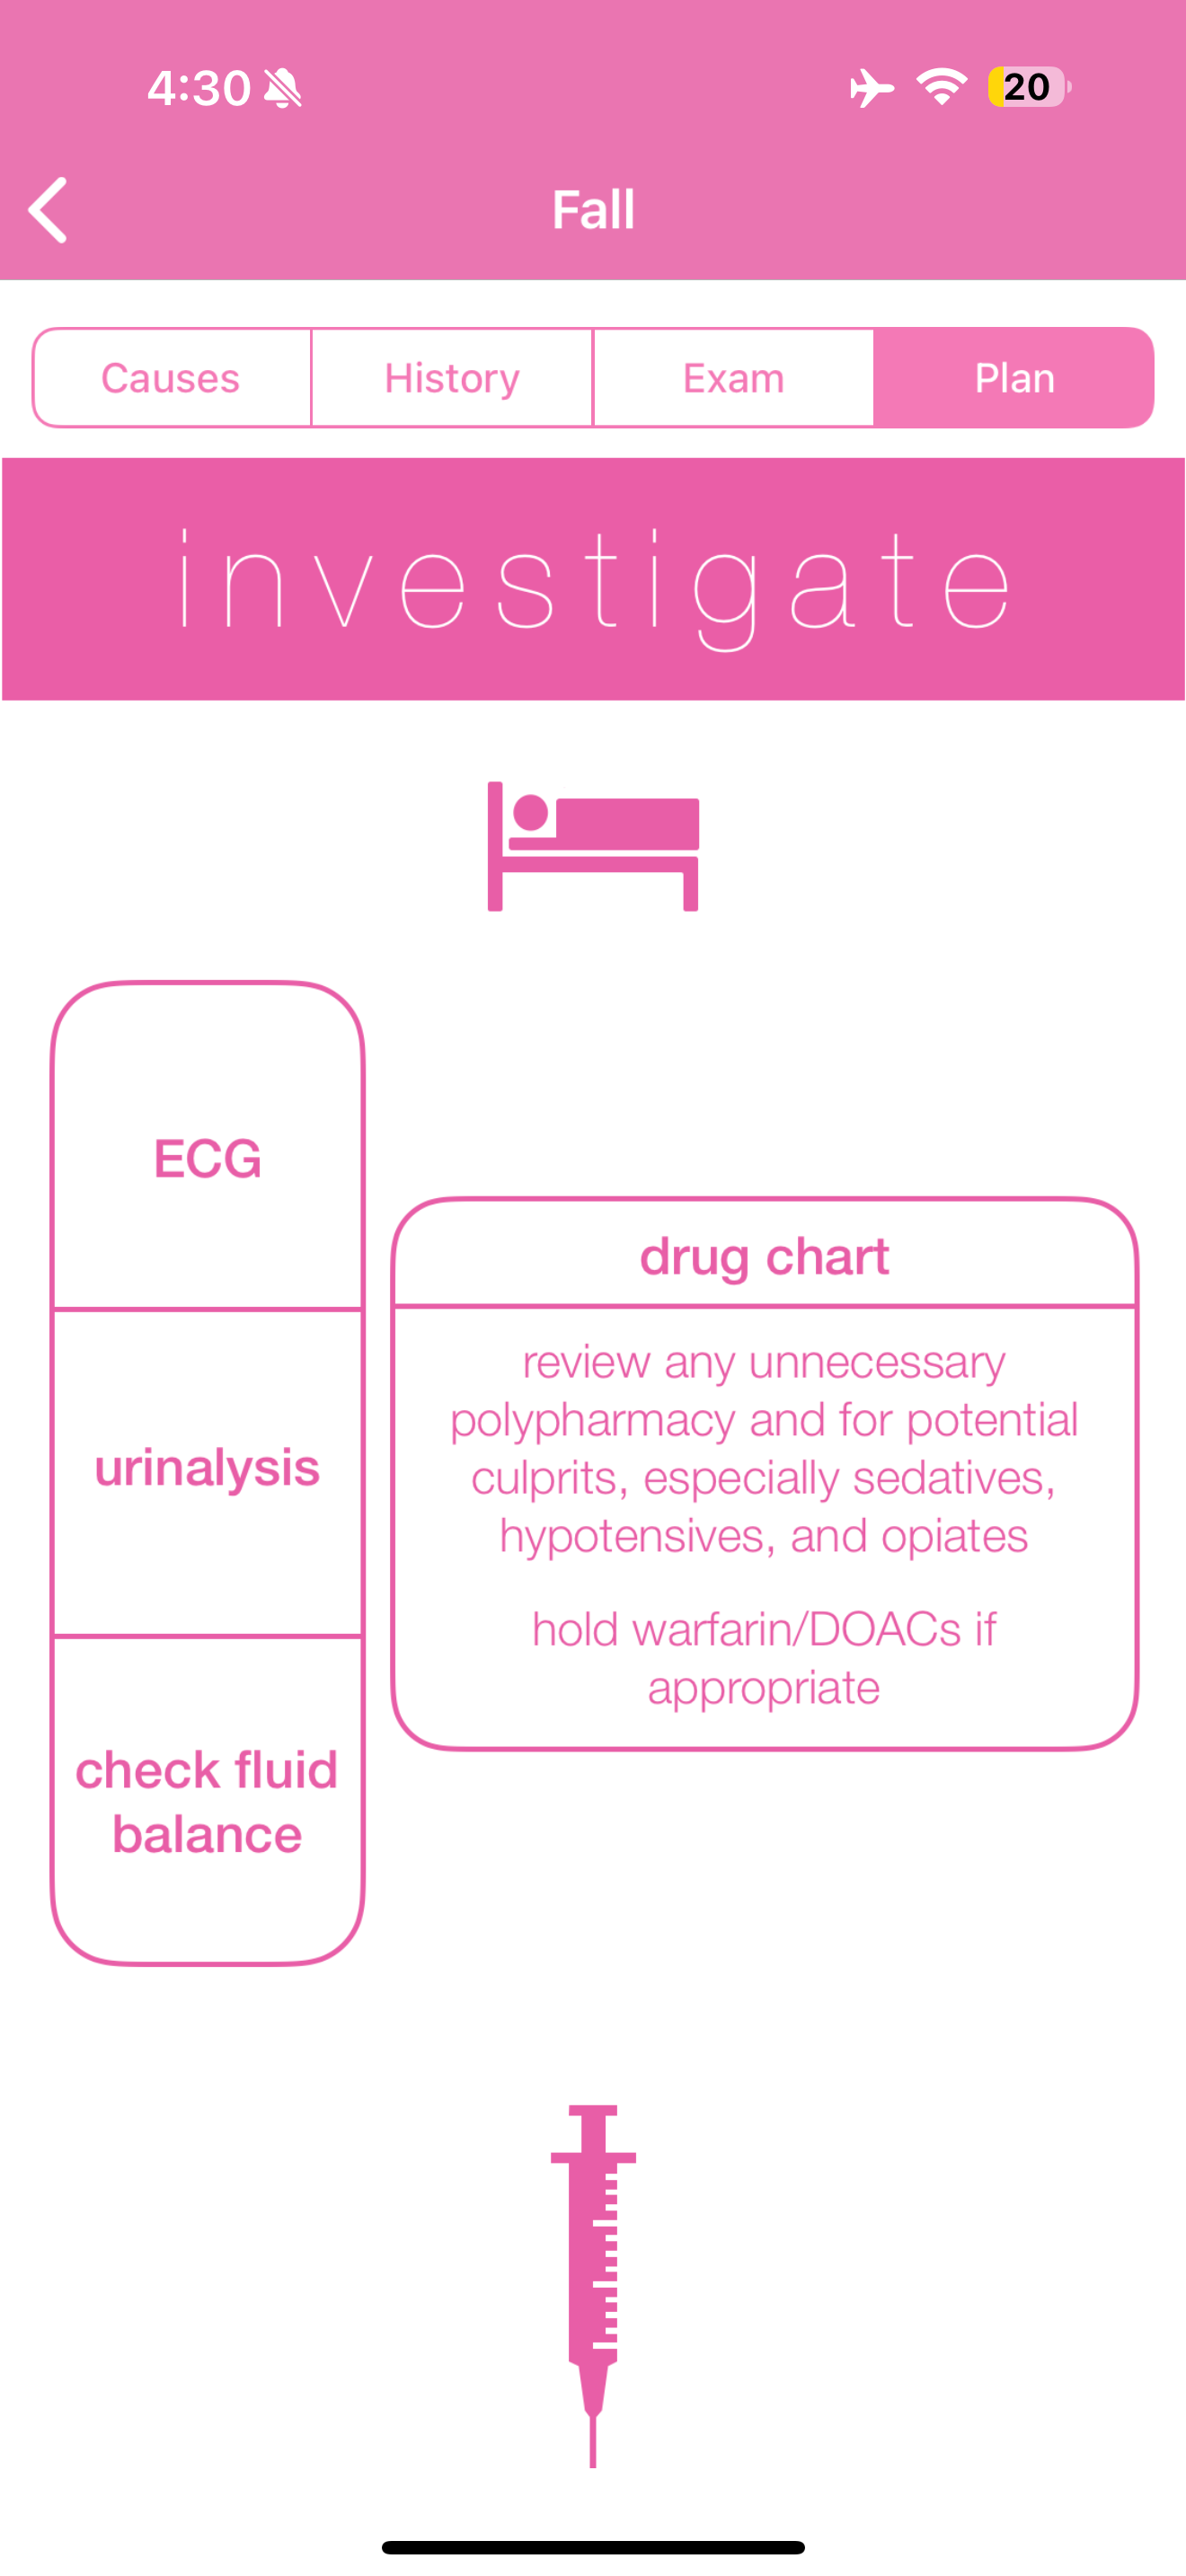 4:30
20
Fall
Causes
History
Exam
Plan
investigate
ECG
urinalysis
check fluid
balance
drug chart
review any unnecessary
polypharmacy and for potential
culprits, especially sedatives,
hypotensives, and opiates
hold warfarin/DOACs if
appropriate